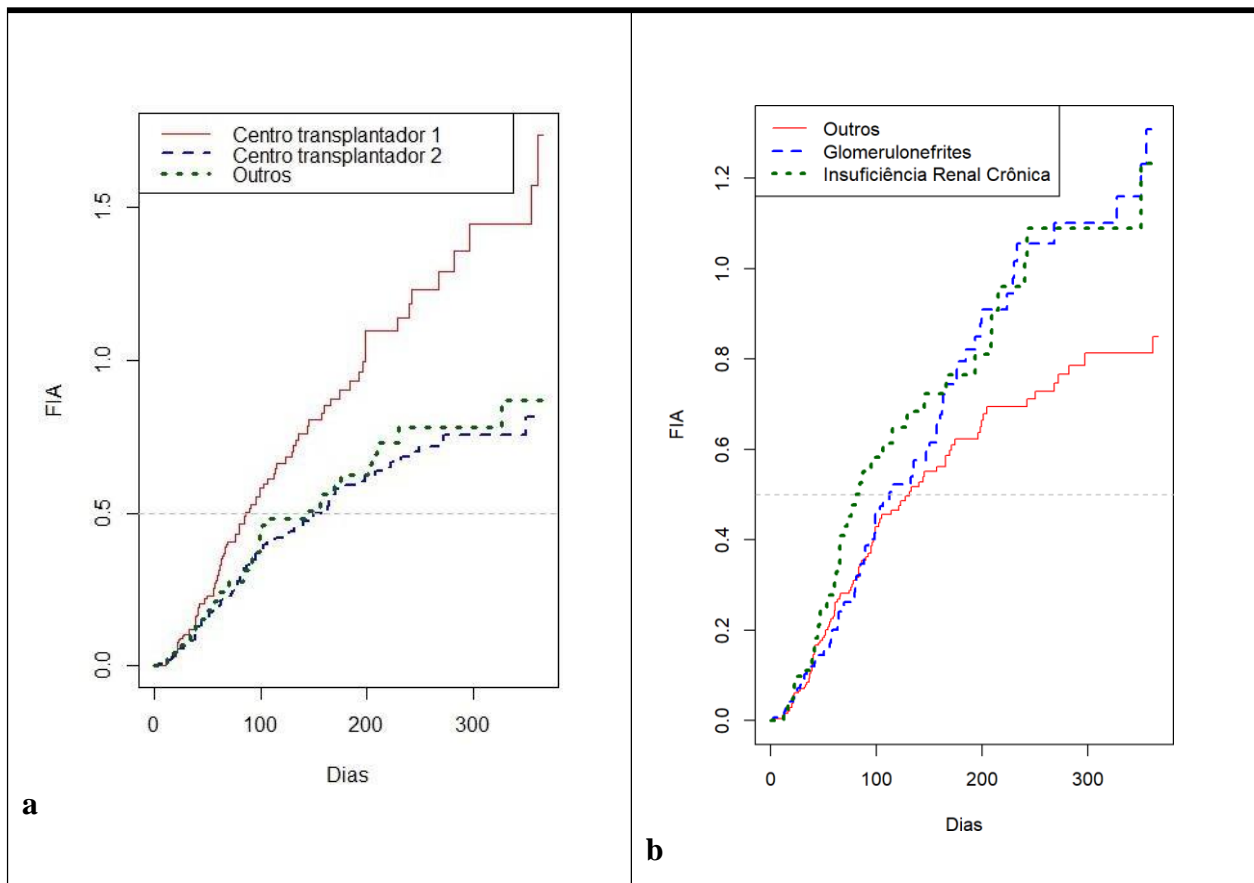 Centro transplantador 1
Centro transplantador 2
Outros
FIA
1.5
1.0
0.5
0.0
0 100 200 300
Dias
a
Outros
Glomerulonefrites
Insuficiência Renal Crônica
FIA
1.2
1.0
0.8
0.6
0.4
0.2
0.0
0 100 200 300
Dias
b